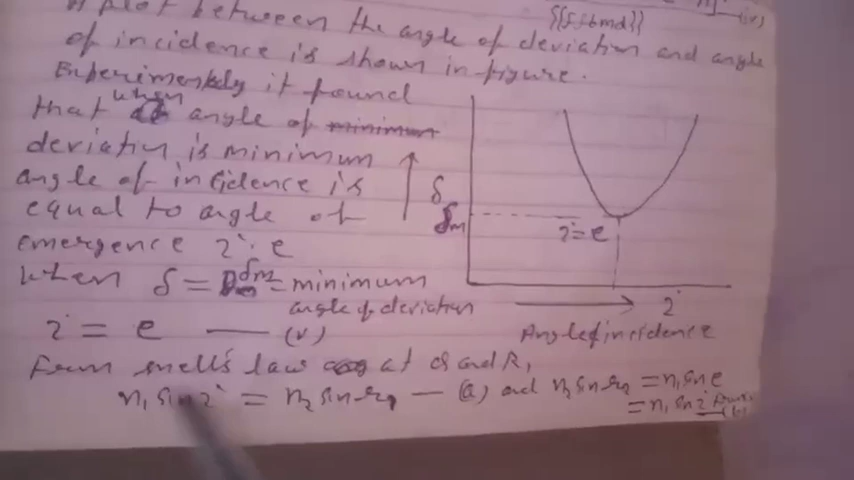 A plot between the angle of deviation and angle
of incidence is shown in figure.
Experimentaly it found
that when angle of minimum
deviation is minimum
angle of incidence is
equal to angle of
emergence i. e
when δ = δm = minimum
angle of deviation
i = e — (v)
From snell's law at Q and R,
n₁ sin i = n₂ sin r₁ — (a) and n₂ sin r₂ = n₁ sin e
= n₁ sin i
δ
δm
i = e
i
Angle of incidence
— (iv)